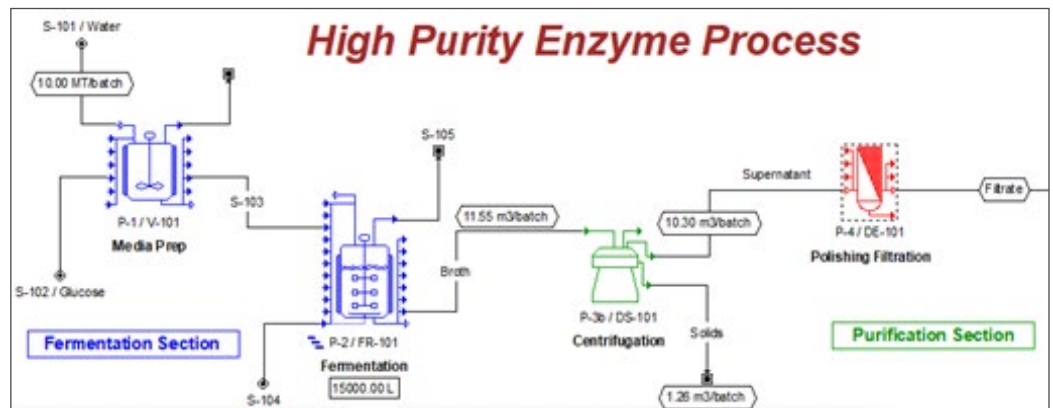 High Purity Enzyme Process
S-101 / Water
10.00 MT/batch
P-1 / V-101
Media Prep
S-102 / Glucose
S-103
Fermentation Section
S-104
S-105
P-2 / FR-101
Fermentation
15000.00 L
11.55 m3/batch
Broth
P-3b / DS-101
Centrifugation
Supernatant
10.30 m3/batch
Solids
1.26 m3/batch
P-4 / DE-101
Polishing Filtration
Filtrate
Purification Section